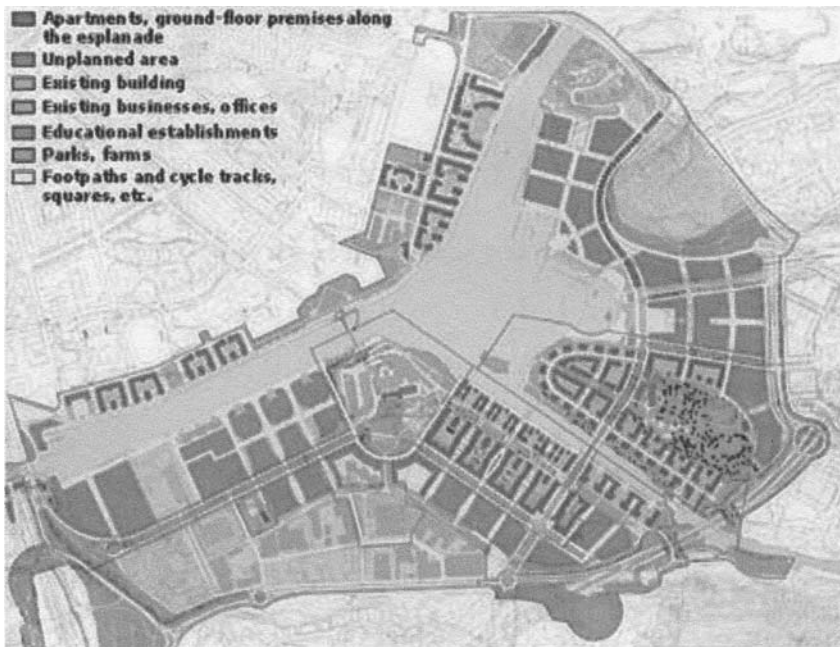 Apartments, ground-floor premises along
the esplanade
Unplanned area
Existing building
Existing businesses, offices
Educational establishments
Parks, farms
Footpaths and cycle tracks,
squares, etc.